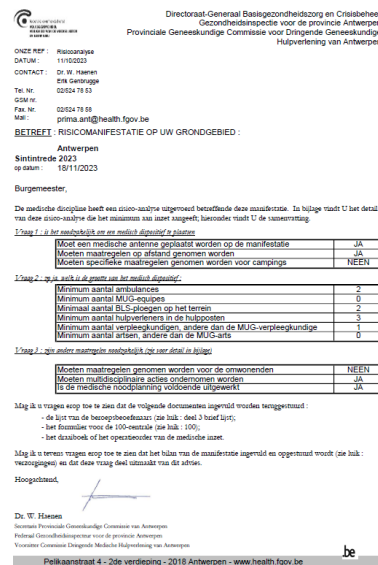 Directoraat-Generaal Basisgezondheidszorg en Crisisbeheer
Gezondheidsinspectie voor de provincie Antwerpen
Provinciale Geneeskundige Commissie voor Dringende Geneeskundige
Hulpverlening van Antwerpen
ONZE REF : Risicoanalyse
DATUM : 11/10/2023
CONTACT : Dr. W. Haenen
Erik Genbrugge
Tel. Nr. 02/524 78 53
GSM nr.
Fax. Nr. 02/524 78 58
Mail : prima.ant@health.fgov.be
BETREFT : RISICOMANIFESTATIE OP UW GRONDGEBIED :
Antwerpen
Sintintrede 2023
op datum : 18/11/2023
Burgemeester,
De medische discipline heeft een risico-analyse uitgevoerd betreffende deze manifestatie. In bijlage vindt U het detail
van deze risico-analyse die het minimum aan inzet aangeeft; hieronder vindt U de samenvatting.
Vraag 1 : is het noodzakelijk om een medisch dispositief te plaatsen
Moet een medische antenne geplaatst worden op de manifestatie JA
Moeten maatregelen op afstand genomen worden JA
Moeten specifieke maatregelen genomen worden voor campings NEEN
Vraag 2 : zo ja, welk is de grootte van het medisch dispositief :
Minimum aantal ambulances 2
Minimum aantal MUG-equipes 0
Minimaal aantal BLS-ploegen op het terrein 2
Minimum aantal hulpverleners in de hulpposten 3
Minimum aantal verpleegkundigen, andere dan de MUG-verpleegkundige 1
Minimum aantal artsen, andere dan de MUG-arts 0
Vraag 3 : zijn andere maatregelen noodzakelijk (zie voor detail in bijlage)
Moeten maatregelen genomen worden voor de omwonenden NEEN
Moeten multidisciplinaire acties ondernomen worden JA
Is de medische noodplanning voldoende uitgewerkt JA
Mag ik u vragen erop toe te zien dat de volgende documenten ingevuld worden teruggestuurd :
- de lijst van de beroepsbeoefenaars (zie luik : deel 3 brief lijst);
- het formulier voor de 100-centrale (zie luik : 100);
- het draaiboek of het operatieorder van de medische inzet.
Mag ik u tevens vragen erop toe te zien dat het bilan van de manifestatie ingevuld en opgestuurd wordt (zie luik :
verzorgingen) en dat deze vraag deel uitmaakt van dit advies.
Hoogachtend,
Dr. W. Haenen
Secretaris Provinciale Geneeskundige Commissie van Antwerpen
Federaal Gezondheidsinspecteur voor de provincie Antwerpen
Voorzitter Commissie Dringende Medische Hulpverlening van Antwerpen
.be
Pelikaanstraat 4 - 2de verdieping - 2018 Antwerpen - www.health.fgov.be